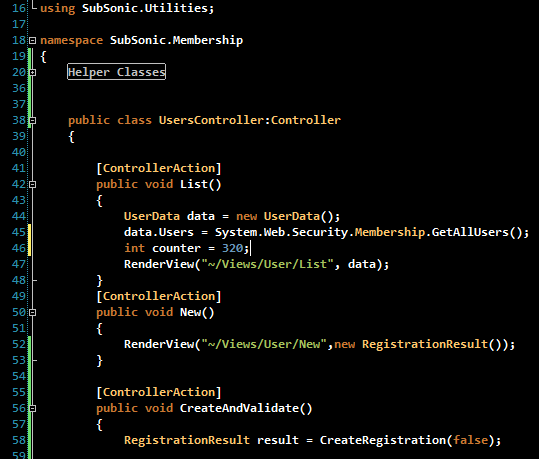 16 using SubSonic.Utilities;
17
18 namespace SubSonic.Membership
19 {
20 Helper Classes
36
37
38 public class UsersController:Controller
39 {
40
41 [ControllerAction]
42 public void List()
43 {
44 UserData data = new UserData();
45 data.Users = System.Web.Security.Membership.GetAllUsers();
46 int counter = 320;
47 RenderView("~/Views/User/List", data);
48 }
49 [ControllerAction]
50 public void New()
51 {
52 RenderView("~/Views/User/New",new RegistrationResult());
53 }
54
55 [ControllerAction]
56 public void CreateAndValidate()
57 {
58 RegistrationResult result = CreateRegistration(false);
59